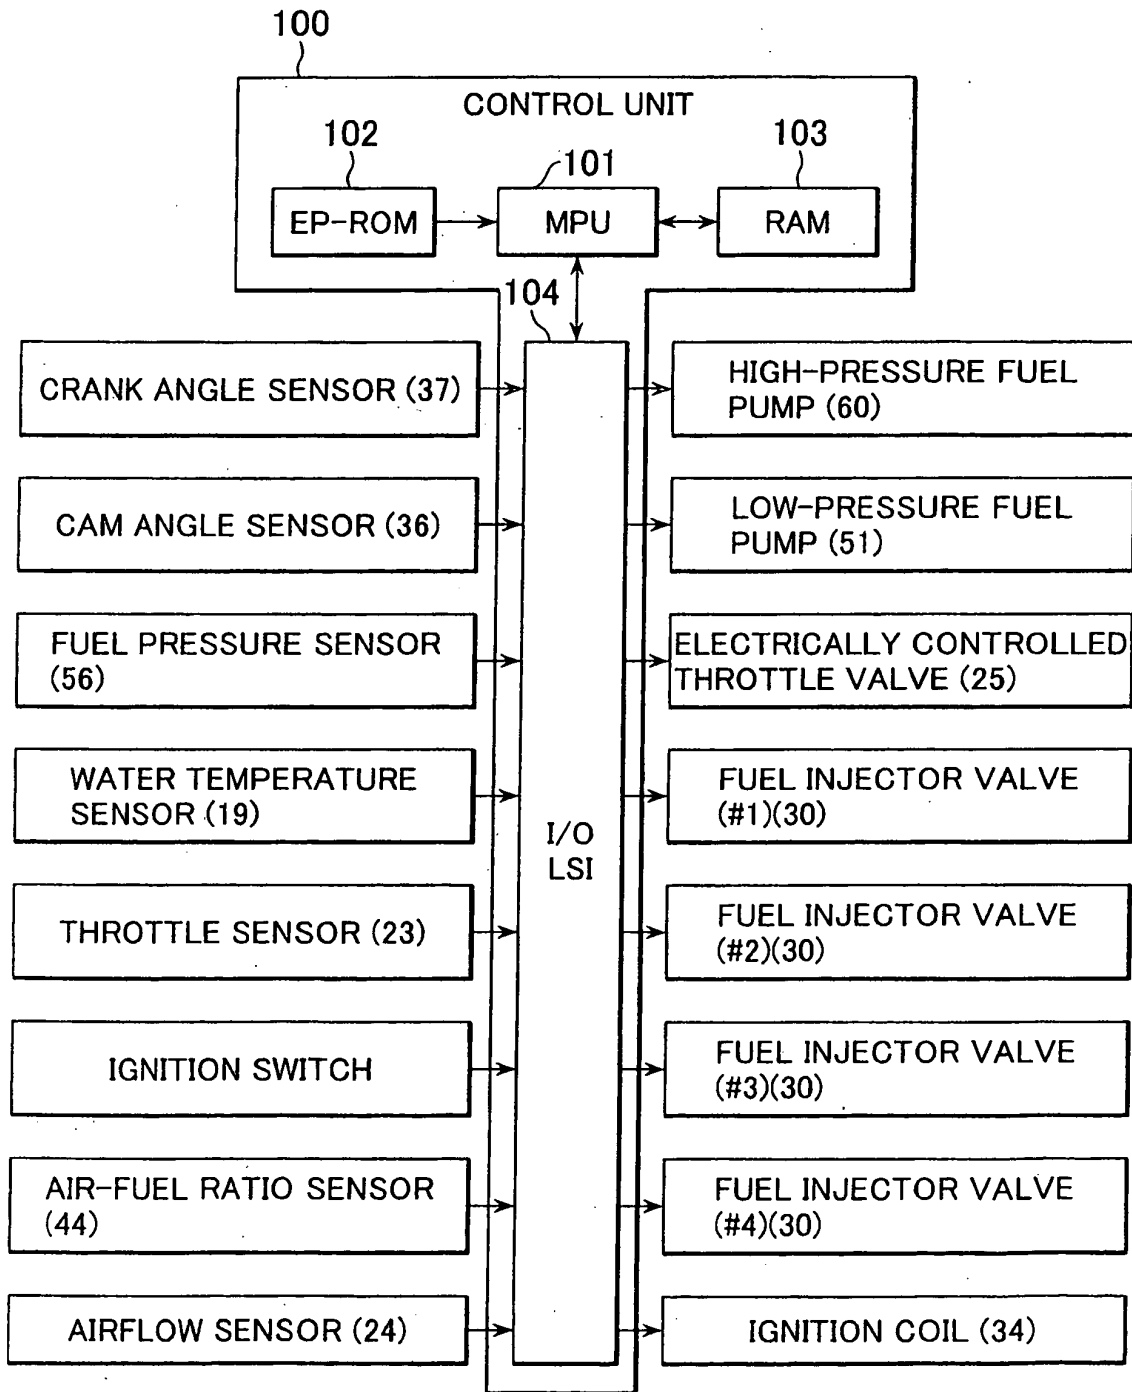 100
CONTROL UNIT
102
101
103
EP-ROM
MPU
RAM
104
CRANK ANGLE SENSOR (37)
CAM ANGLE SENSOR (36)
FUEL PRESSURE SENSOR
(56)
WATER TEMPERATURE
SENSOR (19)
THROTTLE SENSOR (23)
IGNITION SWITCH
AIR-FUEL RATIO SENSOR
(44)
AIRFLOW SENSOR (24)
I/O
LSI
HIGH-PRESSURE FUEL
PUMP (60)
LOW-PRESSURE FUEL
PUMP (51)
ELECTRICALLY CONTROLLED
THROTTLE VALVE (25)
FUEL INJECTOR VALVE
(#1)(30)
FUEL INJECTOR VALVE
(#2)(30)
FUEL INJECTOR VALVE
(#3)(30)
FUEL INJECTOR VALVE
(#4)(30)
IGNITION COIL (34)